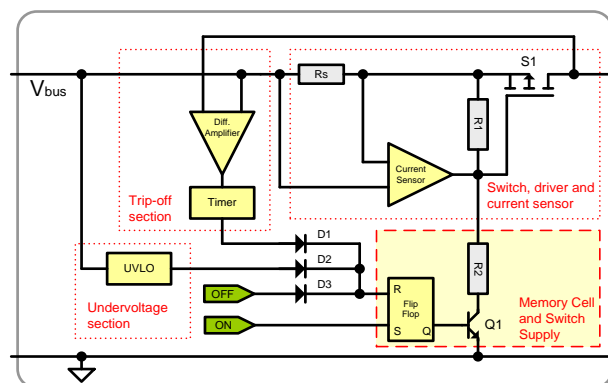 S1
Rs
Vbus
R1
Diff.
Amplifier
Current
Sensor
Switch, driver and
current sensor
Trip-off
section
Timer
D1
UVLO
D2
R2
OFF
D3
R
Flip
Flop
Memory Cell
and Switch
Supply
Undervoltage
section
ON
S
Q
Q1